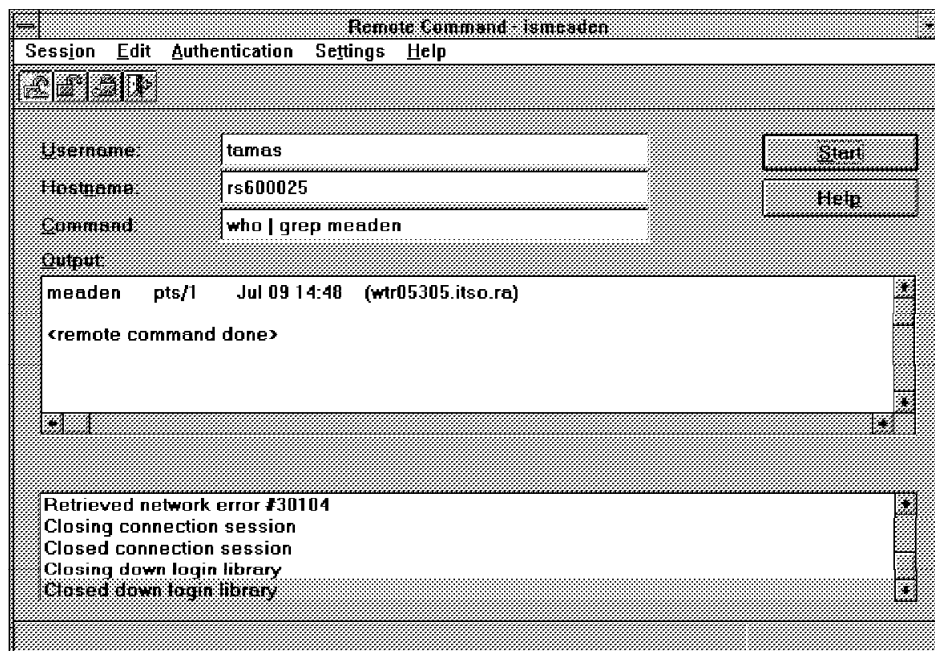 Remote Command - ismeaden
Session Edit Authentication Settings Help
Username: tamas
Start
Hostname: rs600025
Help
Command: who | grep meaden
Output:
meaden pts/1 Jul 09 14:48 (wtr05305.itso.ra)
<remote command done>
Retrieved network error #30104
Closing connection session
Closed connection session
Closing down login library
Closed down login library